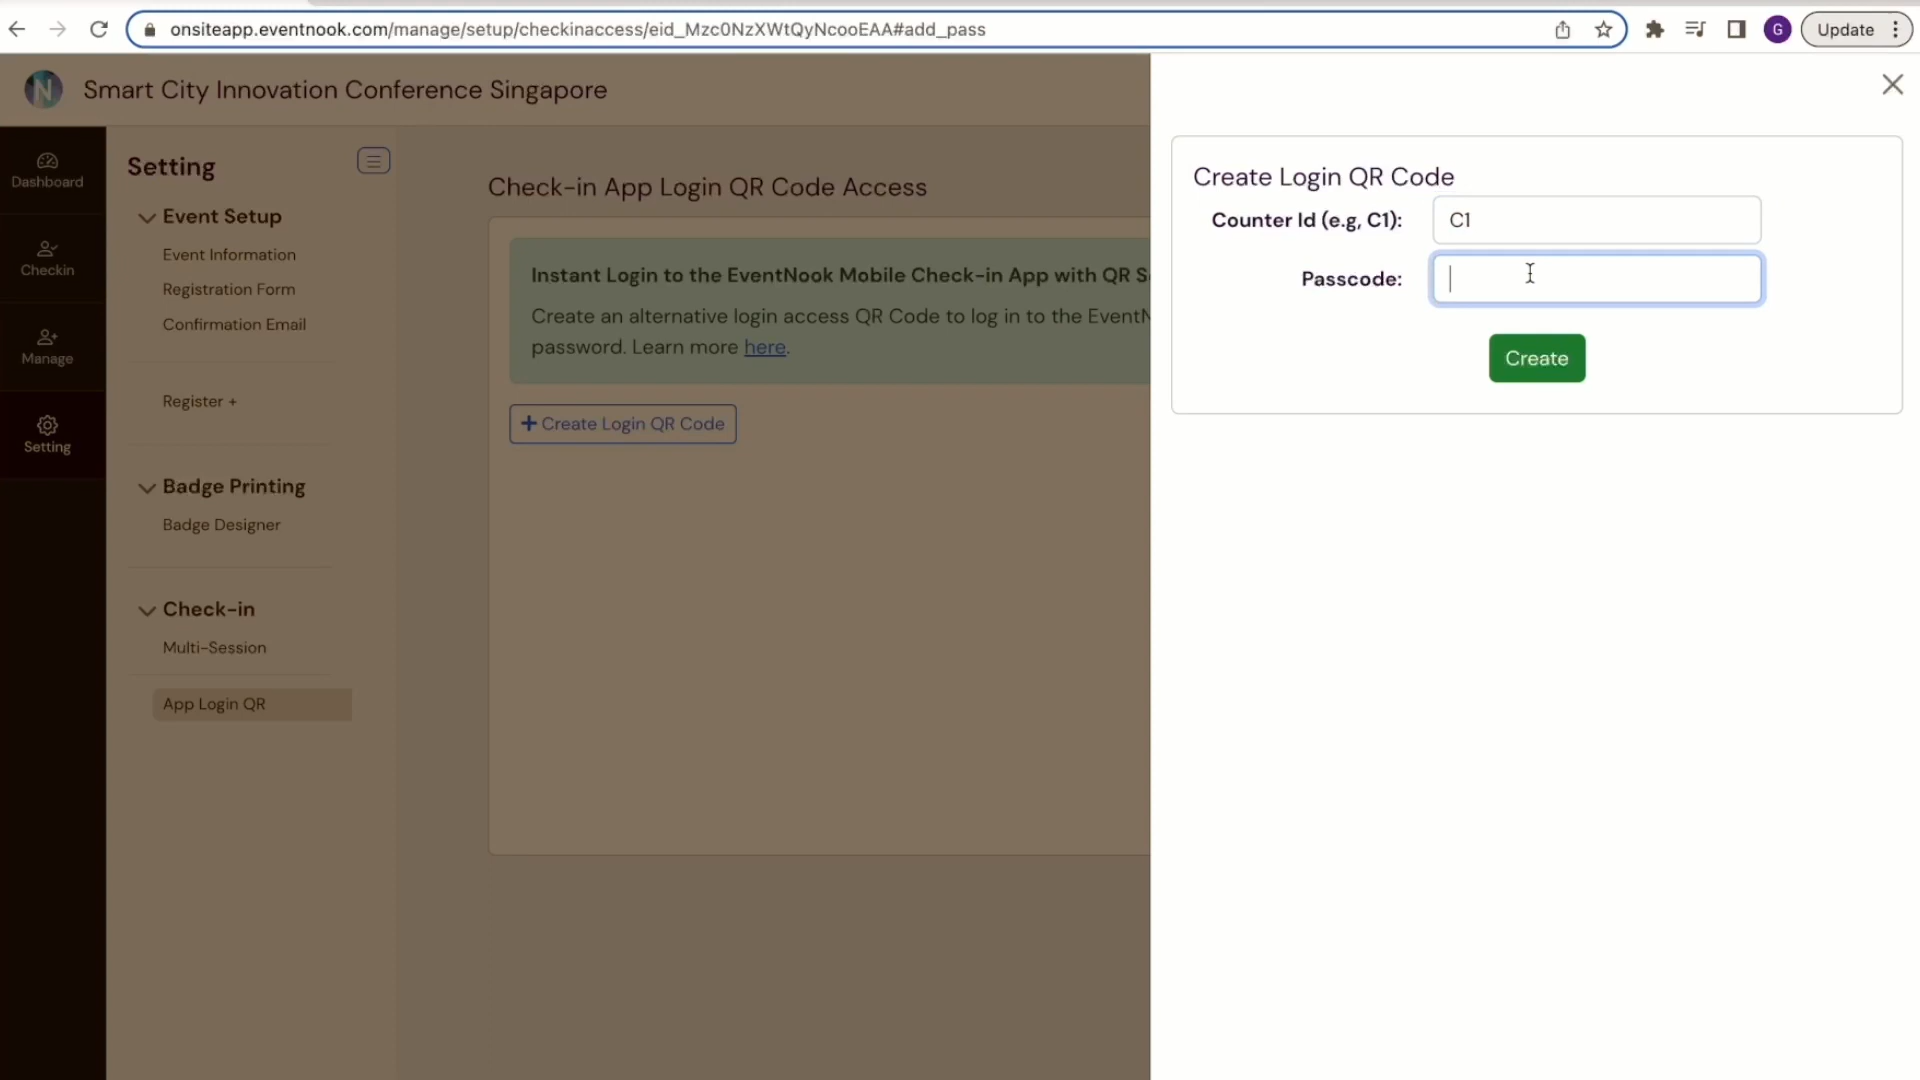 onsiteapp.eventnook.com/manage/setup/checkinaccess/eid_Mzc0NzXWtQyNcooEAA#add_pass
G
Update
N
Smart City Innovation Conference Singapore
Dashboard
Checkin
Manage
Setting
Setting
Event Setup
Event Information
Registration Form
Confirmation Email
Register +
Badge Printing
Badge Designer
Check-in
Multi-Session
App Login QR
Check-in App Login QR Code Access
Instant Login to the EventNook Mobile Check-in App with QR
Create an alternative login access QR Code to log in to the
password. Learn more here.
+ Create Login QR Code
Create Login QR Code
Counter Id (e.g, C1):
C1
Passcode:
Create